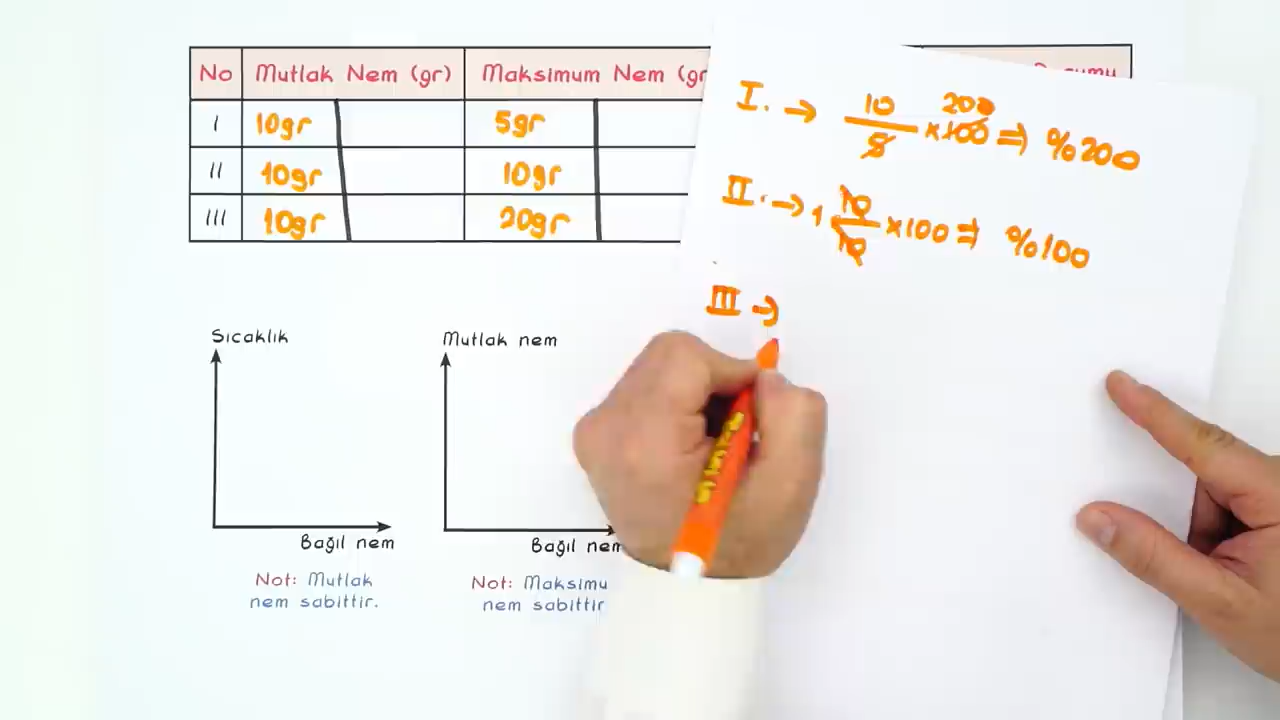 No Mutlak Nem (gr) Maksimum Nem (gr
I 10gr 5gr
II 10gr 10gr
III 10gr 20gr
I. → 10/5 x100 200 ⇒ %200
II. → 1 10/10 x100 ⇒ %100
III →
Sıcaklık
Bağıl nem
Not: Mutlak
nem sabittir.
Mutlak nem
Bağıl nem
Not: Maksimu
nem sabittir